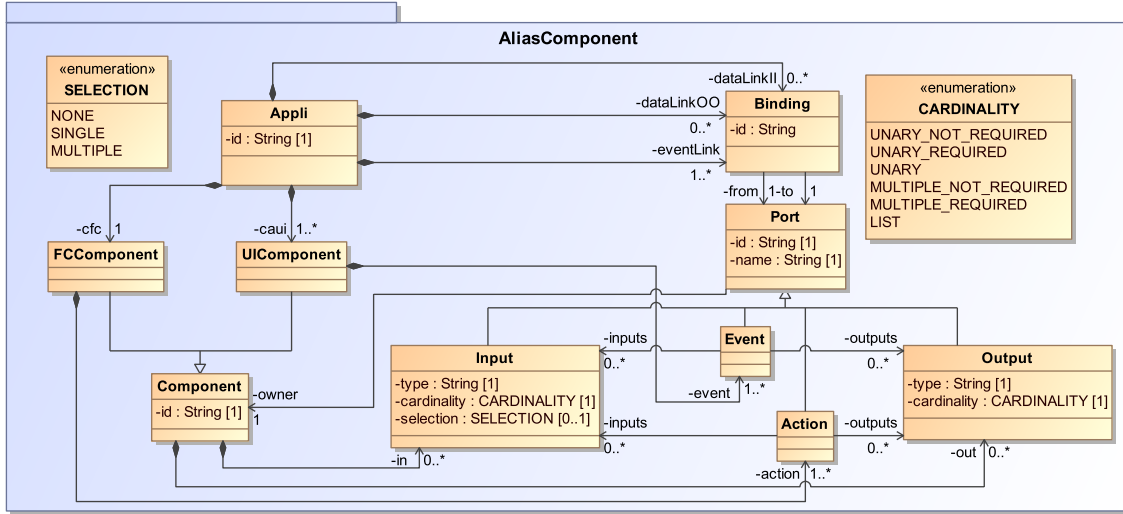 AliasComponent
«enumeration»
SELECTION
NONE
SINGLE
MULTIPLE
Appli
-id : String [1]
-dataLinkII
0..*
-dataLinkOO
0..*
-eventLink
1..*
Binding
-id : String
«enumeration»
CARDINALITY
UNARY_NOT_REQUIRED
UNARY_REQUIRED
UNARY
MULTIPLE_NOT_REQUIRED
MULTIPLE_REQUIRED
LIST
-from
1
-to
1
-cfc
1
-caui
1..*
FCComponent
UIComponent
Port
-id : String [1]
-name : String [1]
Input
-type : String [1]
-cardinality : CARDINALITY [1]
-selection : SELECTION [0..1]
-inputs
0..*
Event
-outputs
0..*
Output
-type : String [1]
-cardinality : CARDINALITY [1]
Component
-id : String [1]
-owner
1
-event
1..*
-inputs
0..*
Action
-outputs
0..*
-in
0..*
-action
1..*
-out
0..*